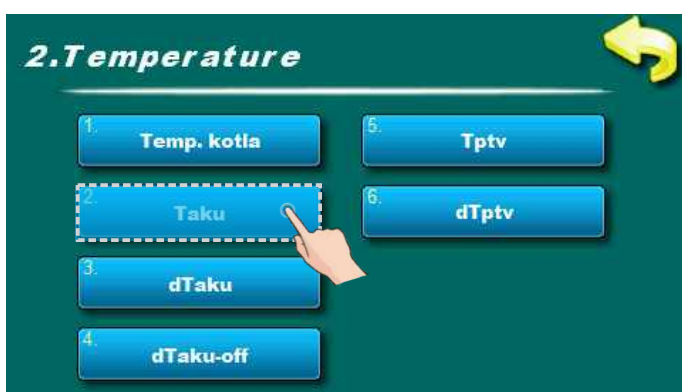 2.Temperature
1. Temp. kotla
2. Taku
3. dTaku
4. dTaku-off
5. Tptv
6. dTptv